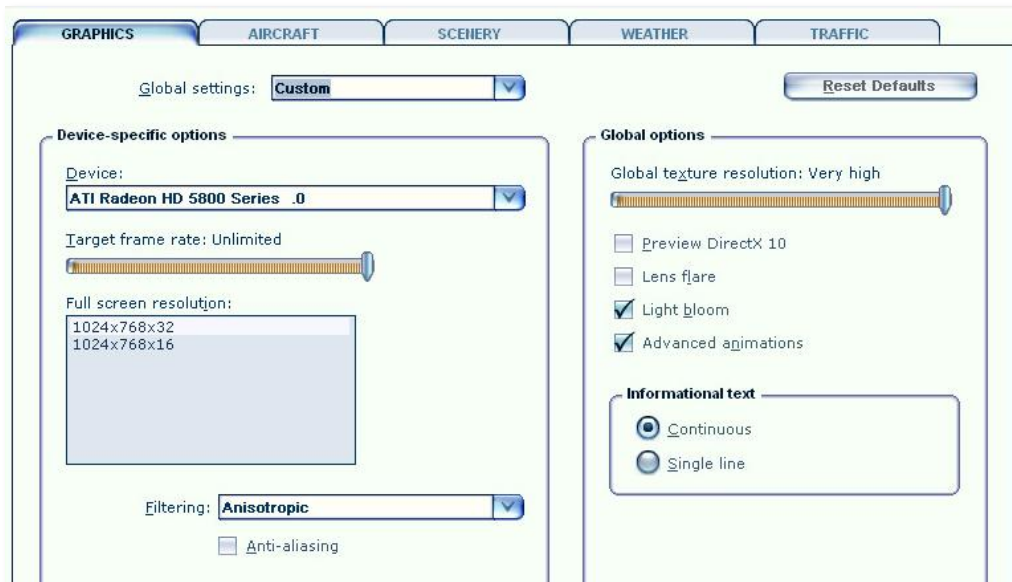 GRAPHICS AIRCRAFT SCENERY WEATHER TRAFFIC
Global settings: Custom
Reset Defaults
Device-specific options
Device:
ATI Radeon HD 5800 Series .0
Target frame rate: Unlimited
Full screen resolution:
1024x768x32
1024x768x16
Filtering: Anisotropic
Anti-aliasing
Global options
Global texture resolution: Very high
Preview DirectX 10
Lens flare
Light bloom
Advanced animations
Informational text
Continuous
Single line